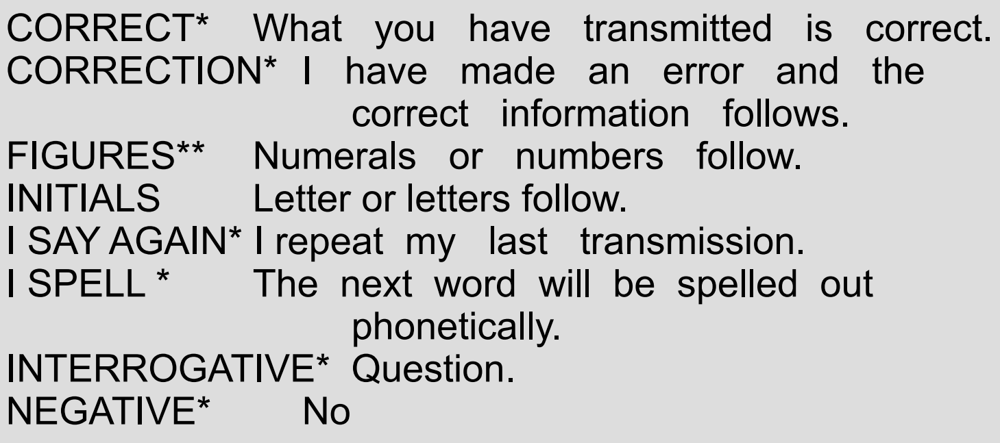 CORRECT* What you have transmitted is correct.
CORRECTION* I have made an error and the
correct information follows.
FIGURES** Numerals or numbers follow.
INITIALS Letter or letters follow.
I SAY AGAIN* I repeat my last transmission.
I SPELL * The next word will be spelled out
phonetically.
INTERROGATIVE* Question.
NEGATIVE* No